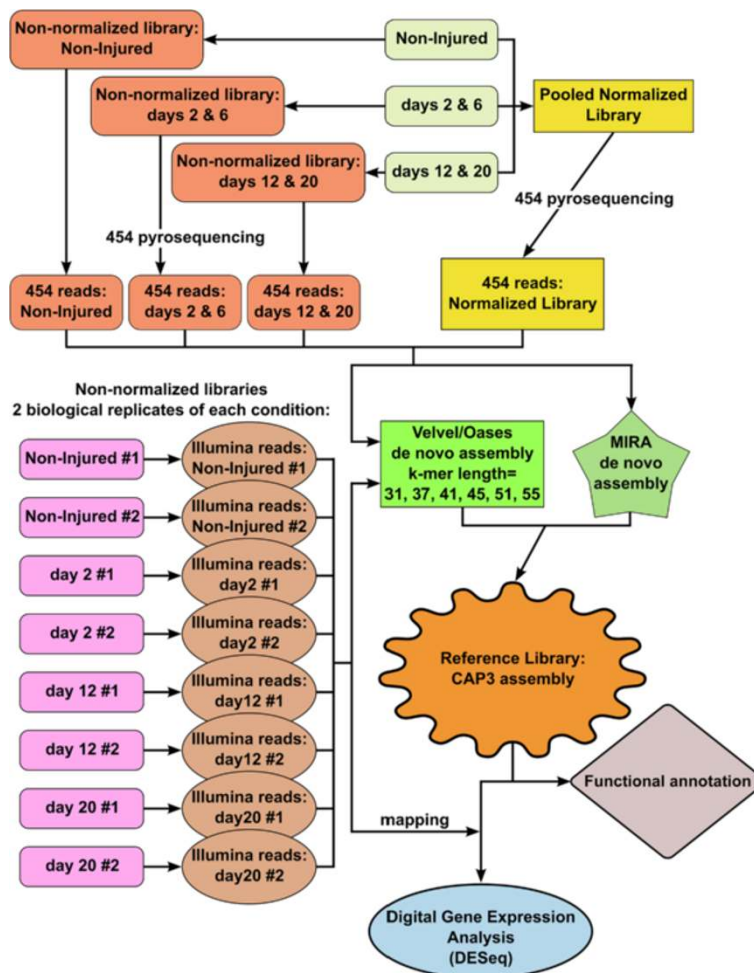 Non-normalized library:
Non-Injured
Non-Injured
Non-normalized library:
days 2 & 6
days 2 & 6
Pooled Normalized
Library
Non-normalized library:
days 12 & 20
days 12 & 20
454 pyrosequencing
454 pyrosequencing
454 reads:
Non-Injured
454 reads:
days 2 & 6
454 reads:
days 12 & 20
454 reads:
Normalized Library
Non-normalized libraries
2 biological replicates of each condition:
Velvel/Oases
de novo assembly
k-mer length=
31, 37, 41, 45, 51, 55
MIRA
de novo
assembly
Non-Injured #1
Illumina reads:
Non-Injured #1
Non-Injured #2
Illumina reads:
Non-Injured #2
day 2 #1
Illumina reads:
day2 #1
day 2 #2
Illumina reads:
day2 #2
day 12 #1
Illumina reads:
day12 #1
day 12 #2
Illumina reads:
day12 #2
day 20 #1
Illumina reads:
day20 #1
day 20 #2
Illumina reads:
day20 #2
Reference Library:
CAP3 assembly
Functional annotation
mapping
Digital Gene Expression
Analysis
(DESeq)